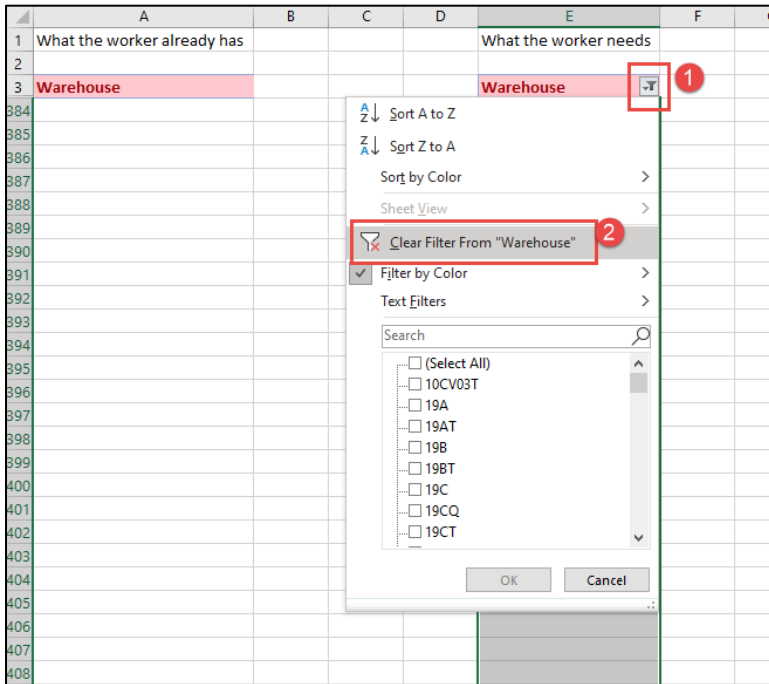 A B C D E F
1 What the worker already has What the worker needs
2
3 Warehouse Warehouse 1
384 Sort A to Z
385
386 Sort Z to A
387 Sort by Color
388 Sheet View
389
390 Clear Filter From "Warehouse" 2
391 Filter by Color
392 Text Filters
393
394 Search
395 (Select All)
396 10CV03T
397 19A
398 19AT
399 19B
19BT
400 19C
401 19CQ
402 19CT
403
404 OK Cancel
405
406
407
408